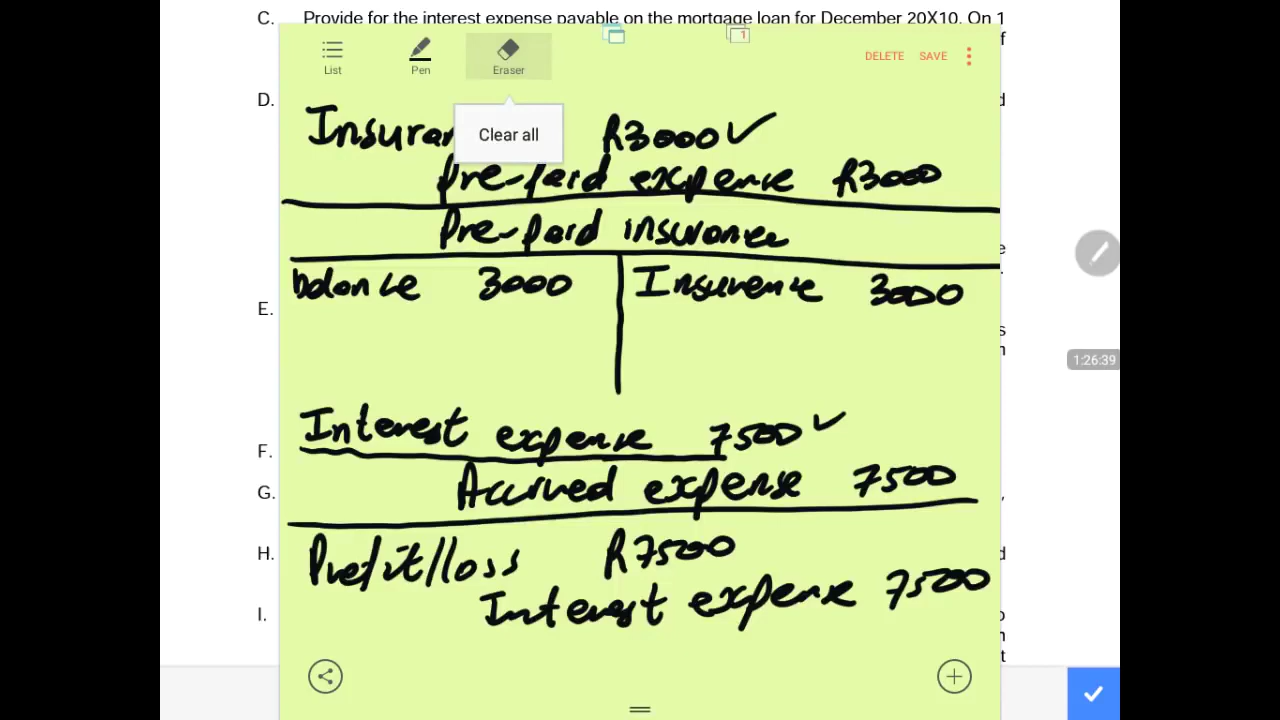 C. Provide for the interest expense payable on the mortgage loan for December 20X10. On 1
f
List Pen Eraser 1 DELETE SAVE
D. d
Clear all
Insuran R3000 ✓
Pre-paid expense R3000
Pre-paid insurance
e
balance 3000 Insurence 3000
E.
s
1:26:39
Interest expense 7500 ✓
F.
Accrued expense 7500
G. ,
Profit/loss R7500
H. d
Interest expense 7500
I. o
t